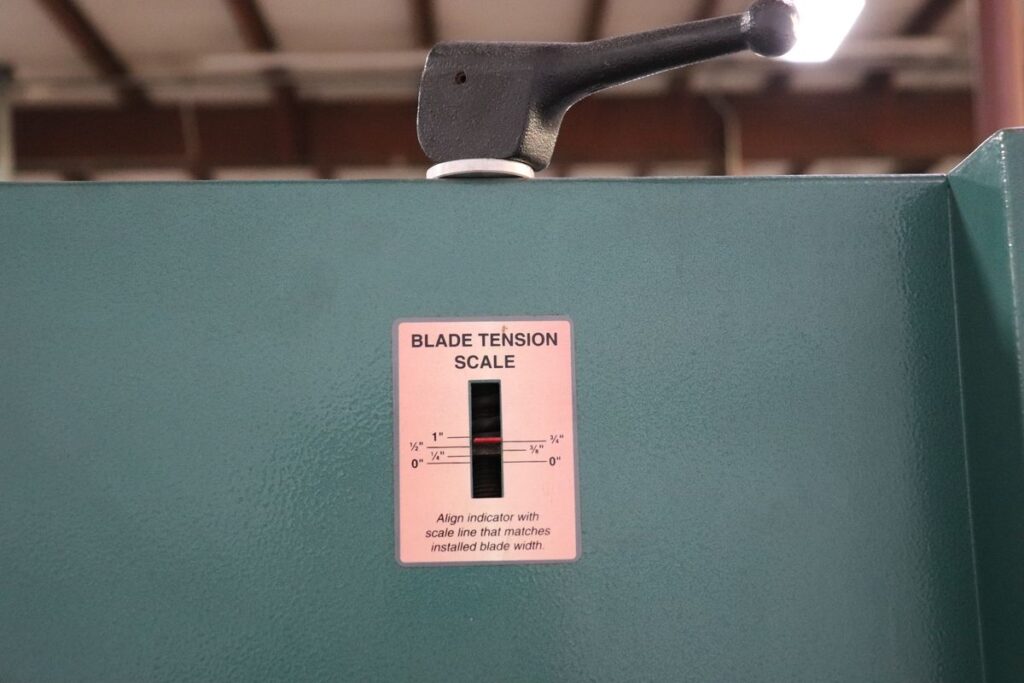 BLADE TENSION
SCALE
1" ¾"
½" ⅜"
¼"
0" 0"
Align indicator with
scale line that matches
installed blade width.